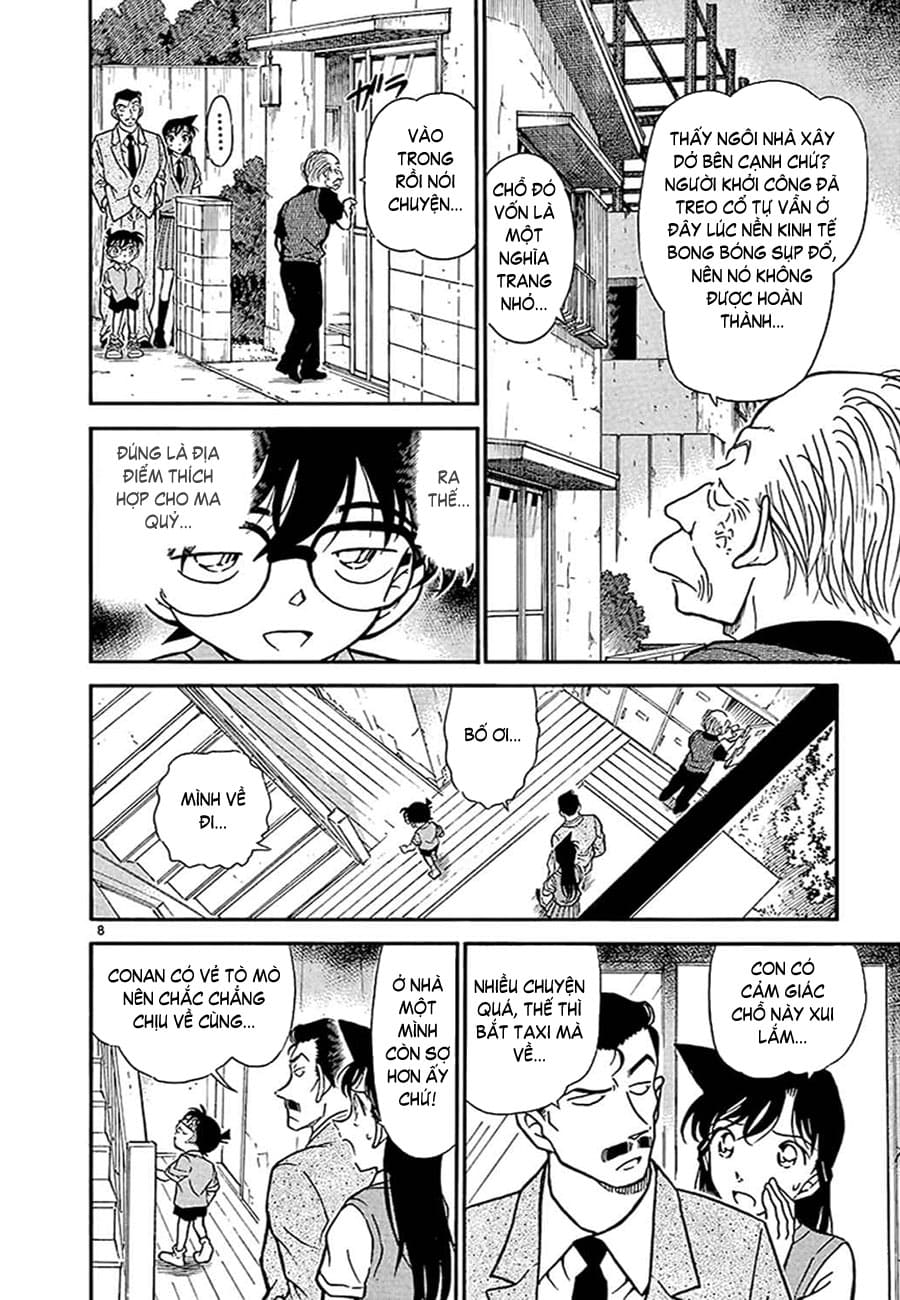 THẤY NGÔI NHÀ XÂY
DỞ BÊN CẠNH CHỨ?
NGƯỜI KHỞI CÔNG ĐÃ
TREO CỔ TỰ VẪN Ở
ĐÂY LÚC NỀN KINH TẾ
BONG BÓNG SỤP ĐỔ,
NÊN NÓ KHÔNG
ĐƯỢC HOÀN
THÀNH...
CHỖ ĐÓ
VỐN LÀ
MỘT
NGHĨA
TRANG
NHỎ...
ガラ
VÀO
TRONG
RỒI NÓI
CHUYỆN...
......
RA
THẾ...
ĐÚNG LÀ ĐỊA
ĐIỂM THÍCH
HỢP CHO MA
QUỶ...
BỐ ƠI...
MÌNH VỀ
ĐI...
CON CÓ
CẢM GIÁC
CHỖ NÀY XUI
LẮM.
NHIỀU CHUYỆN
QUÁ, THẾ THÌ
BẮT TAXI MÀ
VỀ...
Ở NHÀ
MỘT
MÌNH
CÒN SỢ
HƠN ẤY
CHỨ!
CONAN CÓ VẺ TÒ MÒ
NÊN CHẮC CHẲNG
CHỊU VỀ CÙNG...
8